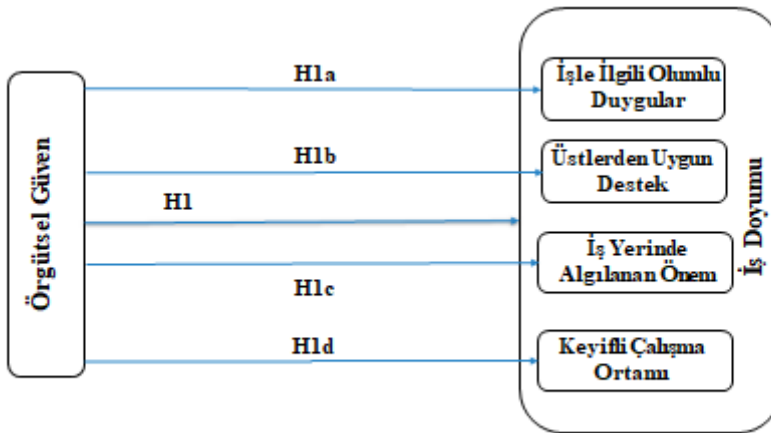 Örgütsel Güven
H1a
H1b
H1
H1c
H1d
İşle İlgili Olumlu
Duygular
Üstlerden Uygun
Destek
İş Yerinde
Algılanan Önem
Keyifli Çalışma
Ortamı
İş Doyumu